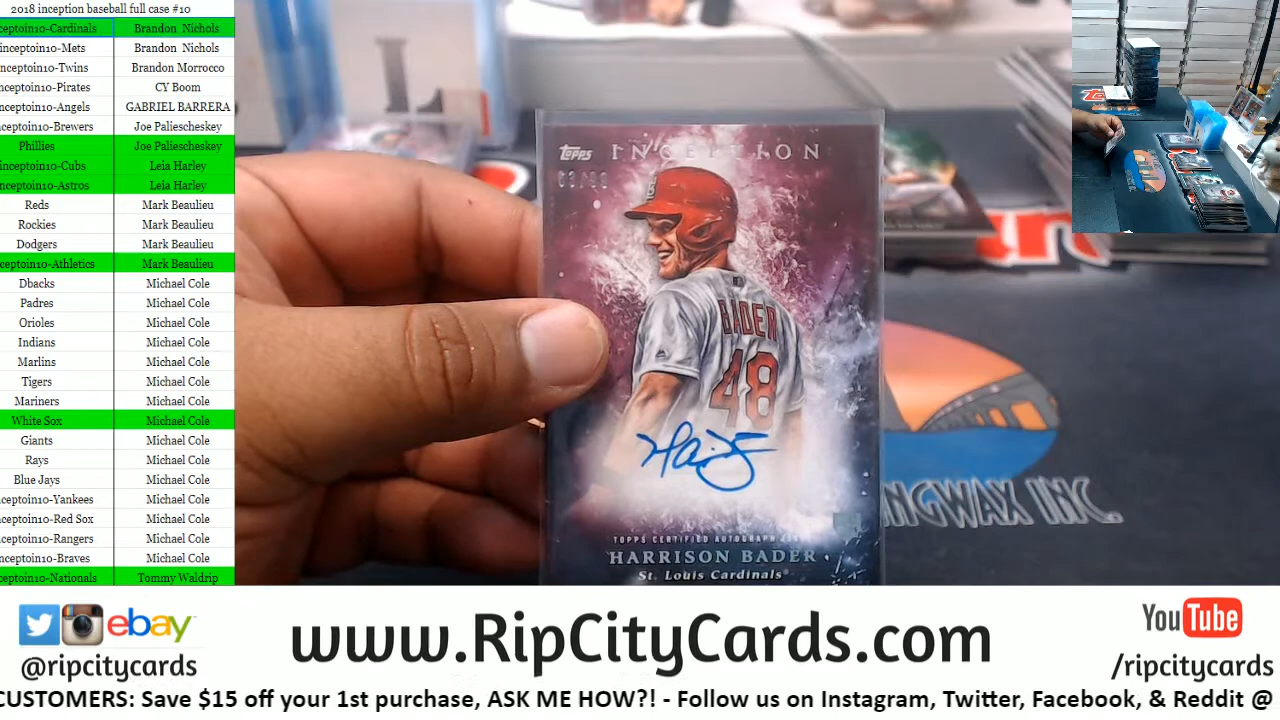 2018 inception baseball full case #10
ceptoin10-Cardinals Brandon Nichols
inceptoin10-Mets Brandon Nichols
nceptoin10-Twins Brandon Morrocco
nceptoin10-Pirates CY Boom
nceptoin10-Angels GABRIEL BARRERA
ceptoin10-Brewers Joe Paliescheskey
Phillies Joe Paliescheskey
inceptoin10-Cubs Leia Harley
nceptoin10-Astros Leia Harley
Reds Mark Beaulieu
Rockies Mark Beaulieu
Dodgers Mark Beaulieu
ceptoin10-Athletics Mark Beaulieu
Dbacks Michael Cole
Padres Michael Cole
Orioles Michael Cole
Indians Michael Cole
Marlins Michael Cole
Tigers Michael Cole
Mariners Michael Cole
White Sox Michael Cole
Giants Michael Cole
Rays Michael Cole
Blue Jays Michael Cole
nceptoin10-Yankees Michael Cole
nceptoin10-Red Sox Michael Cole
nceptoin10-Rangers Michael Cole
nceptoin10-Braves Michael Cole
ceptoin10-Nationals Tommy Waldrip
Topps INCEPTION
BADER
48
TOPPS CERTIFIED AUTOGRAPH
HARRISON BADER
St. Louis Cardinals
NGWAX INC.
ebay
@ripcitycards
www.RipCityCards.com
YouTube
/ripcitycards
CUSTOMERS: Save $15 off your 1st purchase, ASK ME HOW?! - Follow us on Instagram, Twitter, Facebook, & Reddit @